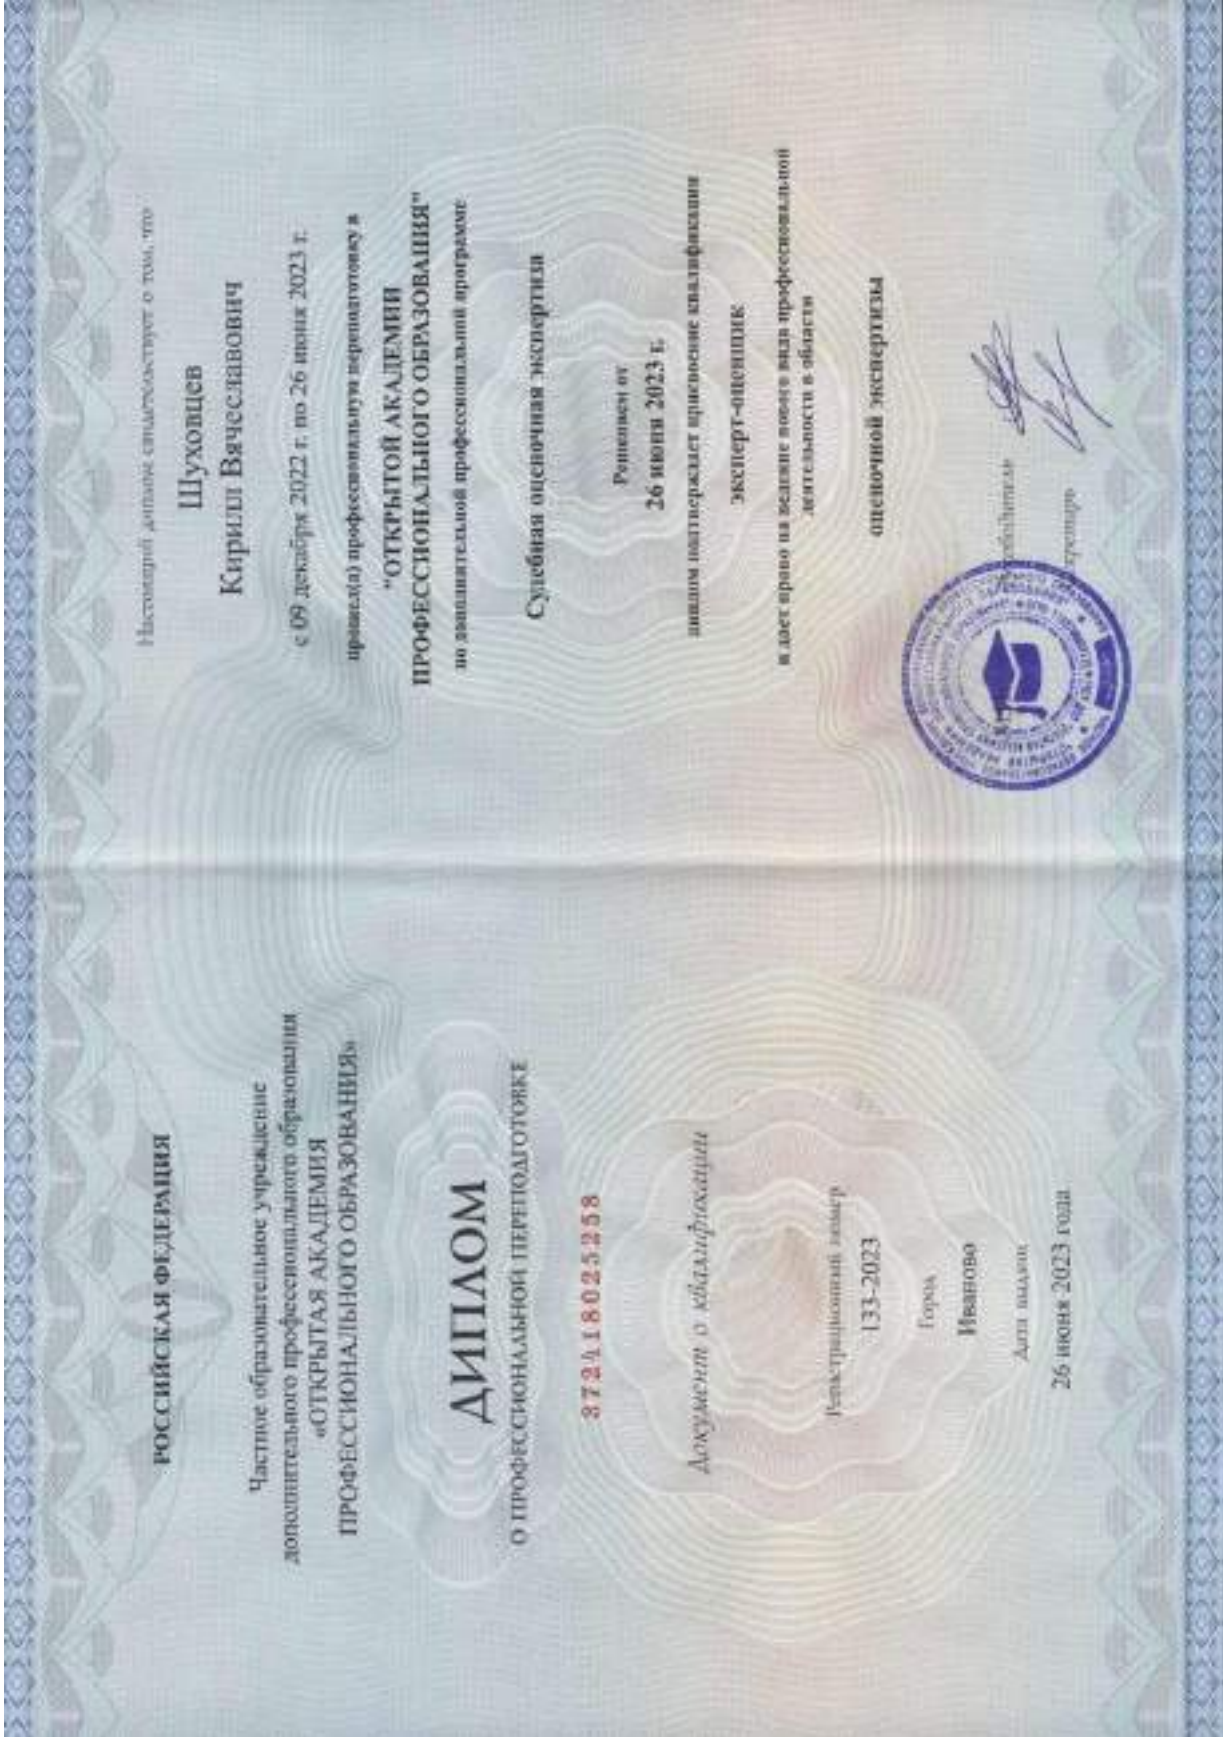 РОССИЙСКАЯ ФЕДЕРАЦИЯ
Частное образовательное учреждение
дополнительного профессионального образования
«ОТКРЫТАЯ АКАДЕМИЯ
ПРОФЕССИОНАЛЬНОГО ОБРАЗОВАНИЯ»
ДИПЛОМ
О ПРОФЕССИОНАЛЬНОЙ ПЕРЕПОДГОТОВКЕ
372418025258
Документ о квалификации
Регистрационный номер
133-2023
Город
Иваново
Дата выдачи
26 июня 2023 года
Настоящий диплом свидетельствует о том, что
Шуховцев
Кирилл Вячеславович
с 09 декабря 2022 г. по 26 июня 2023 г.
прошел(а) профессиональную переподготовку в
"ОТКРЫТОЙ АКАДЕМИИ
ПРОФЕССИОНАЛЬНОГО ОБРАЗОВАНИЯ"
по дополнительной профессиональной программе
Судебная оценочная экспертиза
Решением от
26 июня 2023 г.
диплом подтверждает присвоение квалификации
эксперт-оценщик
и дает право на ведение нового вида профессиональной
деятельности в области
оценочной экспертизы